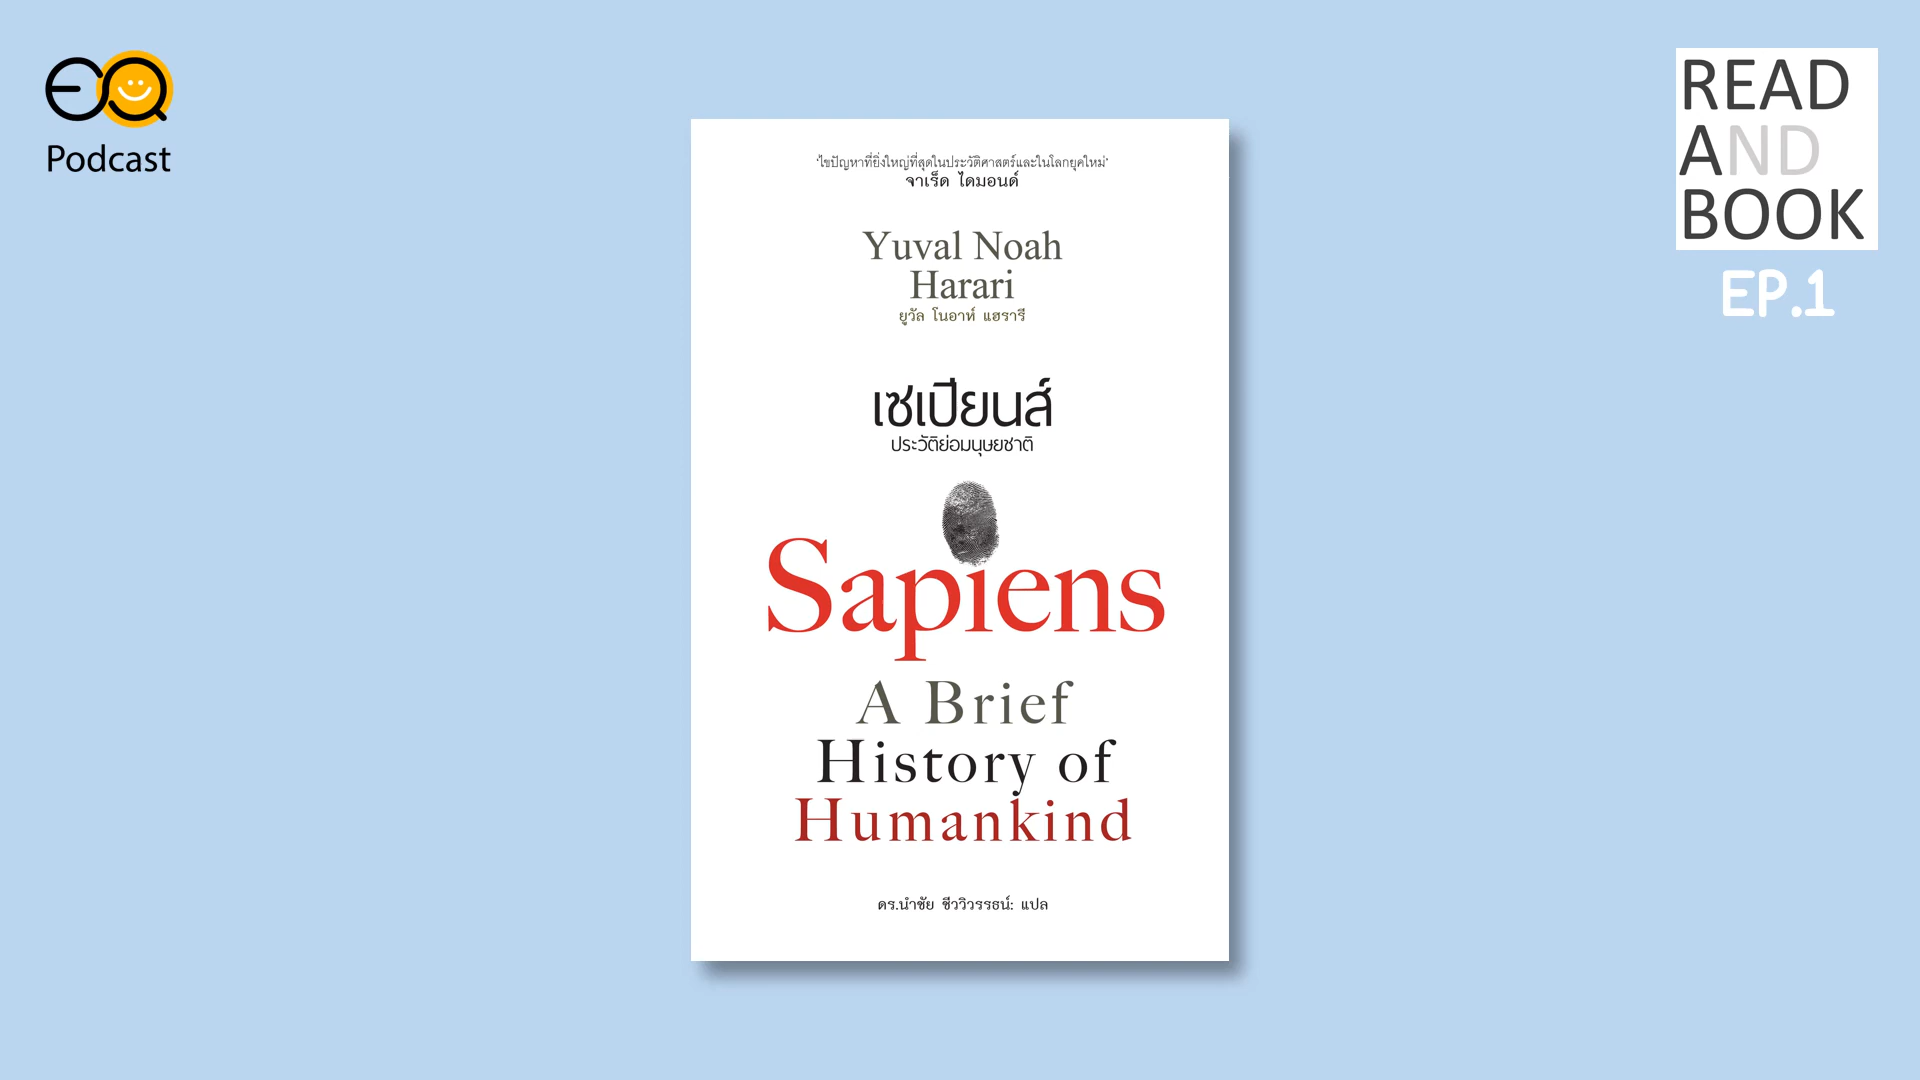 EQ
Podcast
READ
AND
BOOK
EP.1
'ไขปัญหาที่ยิ่งใหญ่ที่สุดในประวัติศาสตร์และในโลกยุคใหม่'
จาเร็ด ไดมอนด์
Yuval Noah
Harari
ยูวัล โนอาห์ แฮรารี
เซเปียนส์
ประวัติย่อมนุษยชาติ
Sapiens
A Brief
History of
Humankind
ดร.นำชัย ชีววิวรรธน์: แปล